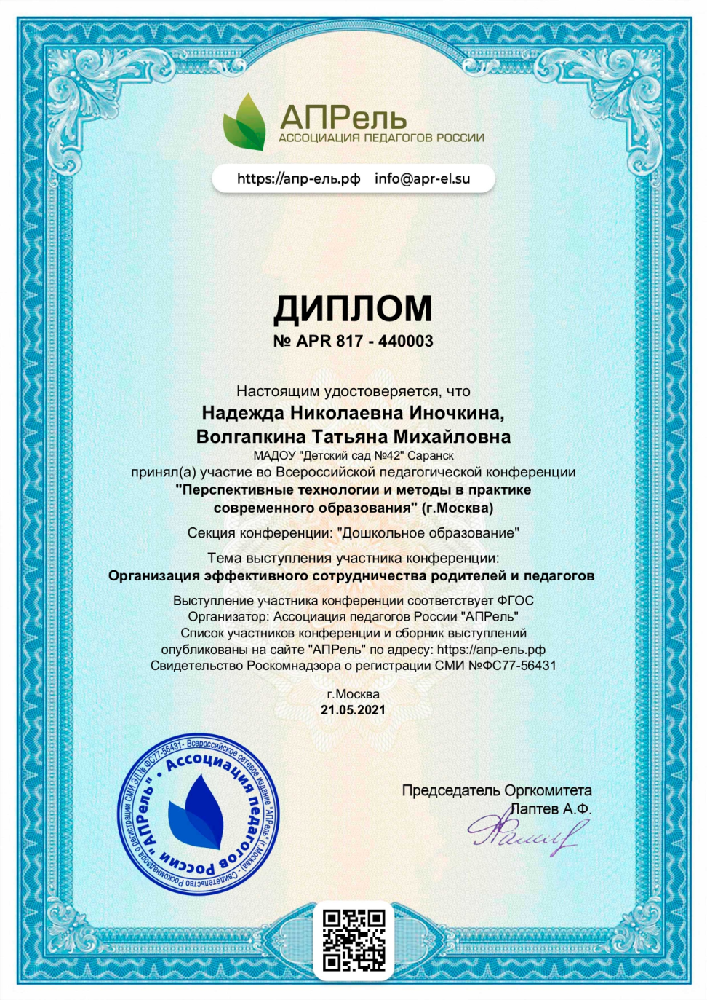 АПРель
АССОЦИАЦИЯ ПЕДАГОГОВ РОССИИ
https://апр-ель.рф info@apr-el.su
ДИПЛОМ
№ APR 817 - 440003
Настоящим удостоверяется, что
Надежда Николаевна Иночкина,
Волгапкина Татьяна Михайловна
МАДОУ "Детский сад №42" Саранск
принял(а) участие во Всероссийской педагогической конференции
"Перспективные технологии и методы в практике
современного образования" (г.Москва)
Секция конференции: "Дошкольное образование"
Тема выступления участника конференции:
Организация эффективного сотрудничества родителей и педагогов
Выступление участника конференции соответствует ФГОС
Организатор: Ассоциация педагогов России "АПРель"
Список участников конференции и сборник выступлений
опубликованы на сайте "АПРель" по адресу: https://апр-ель.рф
Свидетельство Роскомнадзора о регистрации СМИ №ФС77-56431
г.Москва
21.05.2021
Всероссийское сетевое издание "АПРель" (г.Москва) - Свидетельство Роскомнадзора о регистрации СМИ ЭЛ № ФС77-56431-
Ассоциация педагогов России "АПРель" •
Председатель Оргкомитета
Лаптев А.Ф.